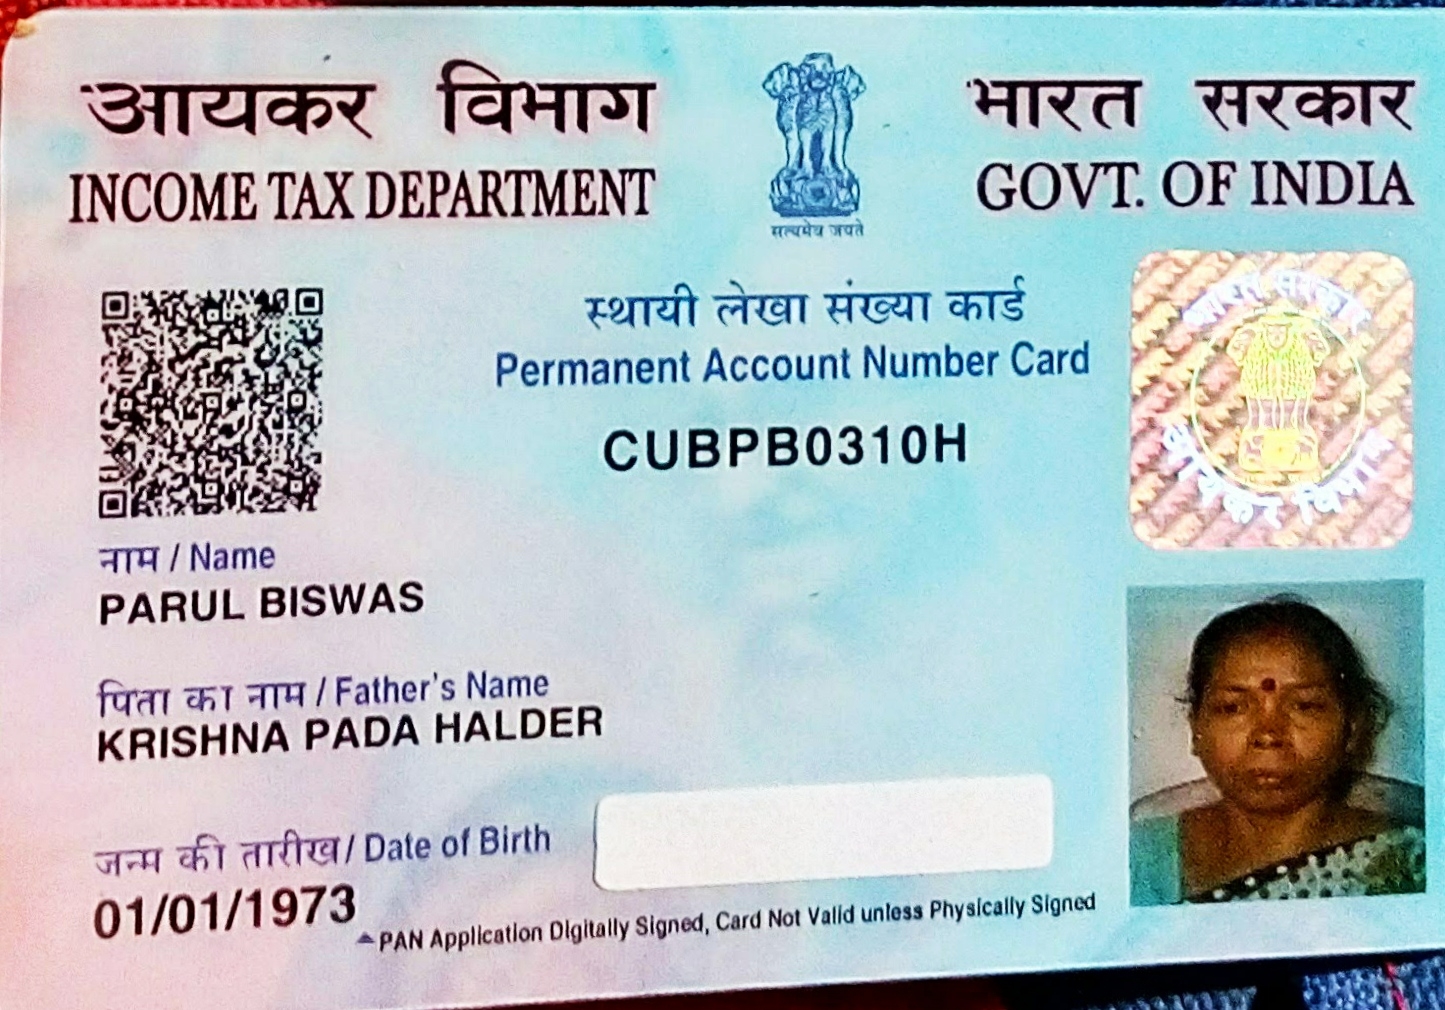 आयकर विभाग
INCOME TAX DEPARTMENT
भारत सरकार
GOVT. OF INDIA
सत्यमेव जयते
स्थायी लेखा संख्या कार्ड
Permanent Account Number Card
CUBPB0310H
भारत सरकार
आयकर विभाग
नाम / Name
PARUL BISWAS
पिता का नाम / Father's Name
KRISHNA PADA HALDER
जन्म की तारीख / Date of Birth
01/01/1973
PAN Application Digitally Signed, Card Not Valid unless Physically Signed